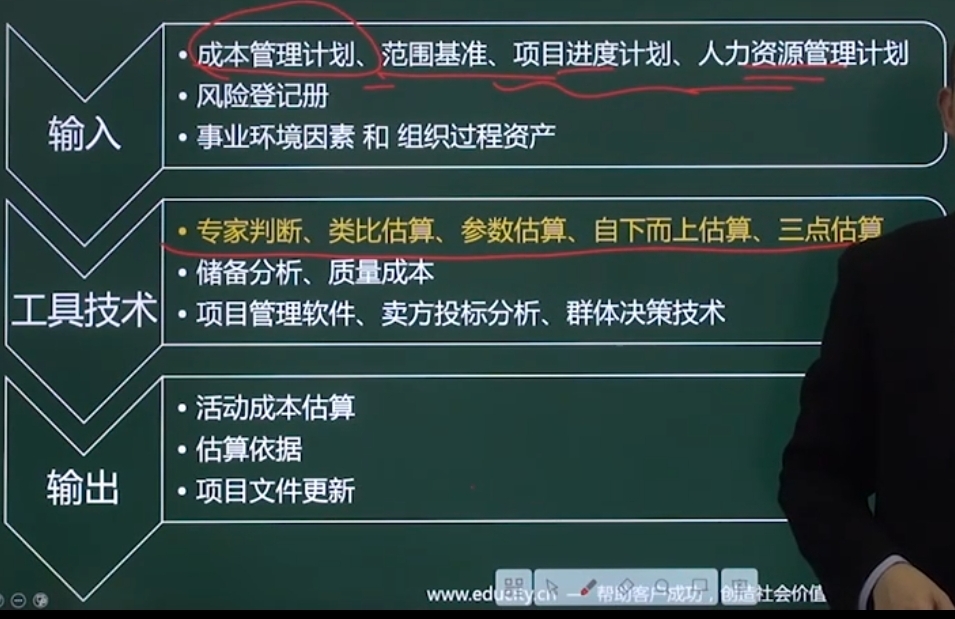 输入
• 成本管理计划、范围基准、项目进度计划、人力资源管理计划
• 风险登记册
• 事业环境因素 和 组织过程资产
工具技术
• 专家判断、类比估算、参数估算、自下而上估算、三点估算
• 储备分析、质量成本
• 项目管理软件、卖方投标分析、群体决策技术
输出
• 活动成本估算
• 估算依据
• 项目文件更新
www.educity.cn — 帮助客户成功，创造社会价值